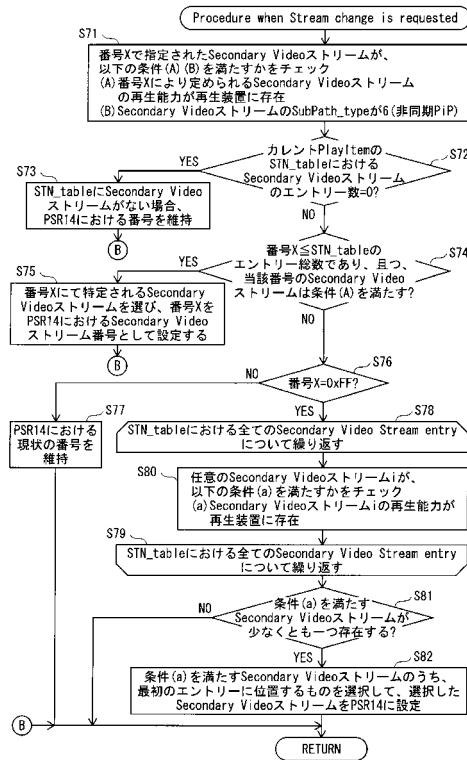 Procedure when Stream change is requested
S71
番号Xで指定されたSecondary Videoストリームが、
以下の条件(A)(B)を満たすかをチェック
(A)番号Xにより定められるSecondary Videoストリーム
の再生能力が再生装置に存在
(B)Secondary VideoストリームのSubPath_typeが6(非同期PiP)
S72
カレントPlayItemの
STN_tableにおける
Secondary Videoストリーム
のエントリー数=0?
YES
NO
S73
STN_tableにSecondary Video
ストリームがない場合、
PSR14における番号を維持
B
S74
番号X≦STN_tableの
エントリー総数であり、且つ、
当該番号のSecondary Video
ストリームは条件(A)を満たす?
YES
NO
S75
番号Xにて特定されるSecondary
Videoストリームを選び、番号Xを
PSR14におけるSecondary Video
ストリーム番号として設定する
B
S76
番号X=0xFF?
NO
YES
S77
PSR14における
現状の番号を
維持
S78
STN_tableにおける全てのSecondary Video Stream entry
について繰り返す
S80
任意のSecondary Videoストリームiが、
以下の条件(a)を満たすかをチェック
(a)Secondary Videoストリームiの再生能力が
再生装置に存在
S79
STN_tableにおける全てのSecondary Video Stream entry
について繰り返す
S81
条件(a)を満たす
Secondary Videoストリームが
少なくとも一つ存在する?
NO
YES
S82
条件(a)を満たすSecondary Videoストリームのうち、
最初のエントリーに位置するものを選択して、選択した
Secondary VideoストリームをPSR14に設定
B
RETURN